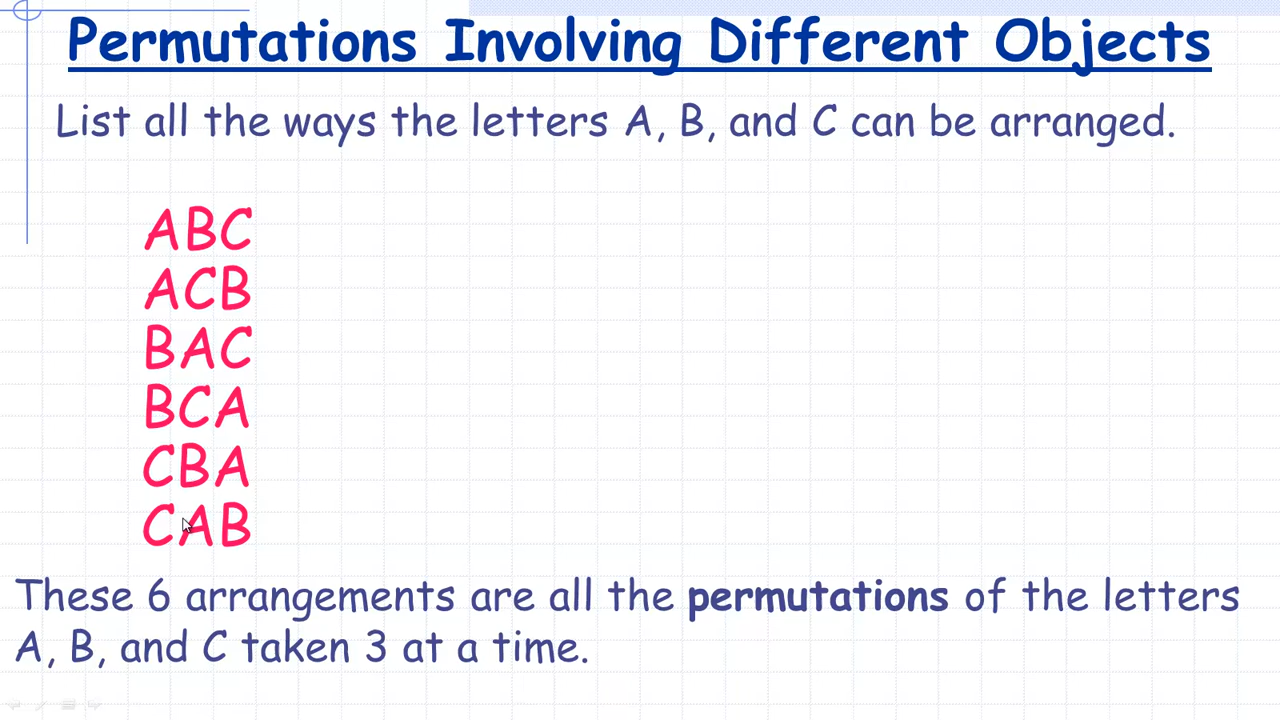 Permutations Involving Different Objects
List all the ways the letters A, B, and C can be arranged.
ABC
ACB
BAC
BCA
CBA
CAB
These 6 arrangements are all the permutations of the letters
A, B, and C taken 3 at a time.